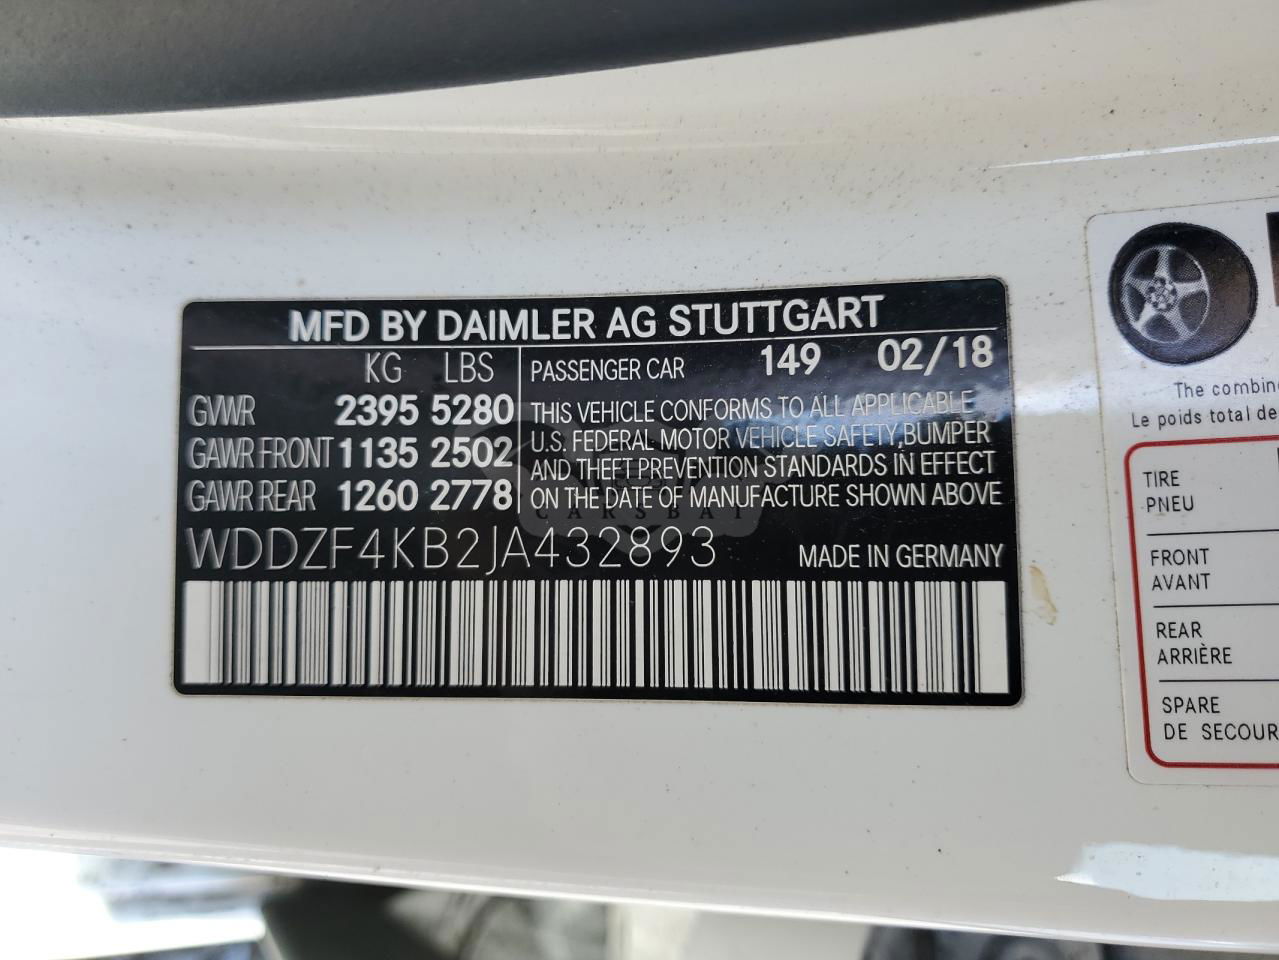 MFD BY DAIMLER AG STUTTGART
KG LBS
GVWR 2395 5280
GAWR FRONT 1135 2502
GAWR REAR 1260 2778
PASSENGER CAR 149 02/18
THIS VEHICLE CONFORMS TO ALL APPLICABLE
U.S. FEDERAL MOTOR VEHICLE SAFETY,BUMPER
AND THEFT PREVENTION STANDARDS IN EFFECT
ON THE DATE OF MANUFACTURE SHOWN ABOVE
CARSBAT
WDDZF4KB2JA432893 MADE IN GERMANY
The combin
Le poids total de
TIRE
PNEU
FRONT
AVANT
REAR
ARRIÈRE
SPARE
DE SECOUR